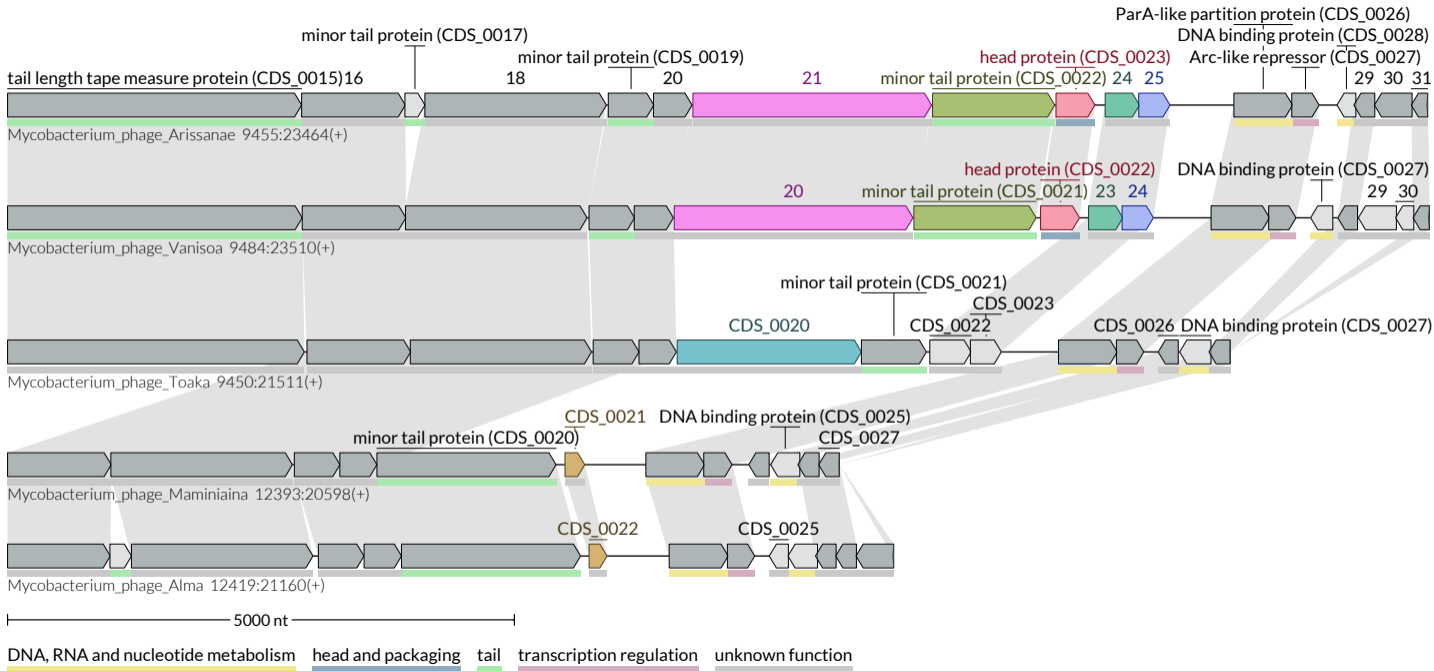 ParA-like partition protein (CDS_0026)
minor tail protein (CDS_0017)
DNA binding protein (CDS_0028)
minor tail protein (CDS_0019)
head protein (CDS_0023)
Arc-like repressor (CDS_0027)
tail length tape measure protein (CDS_0015) 16 18 20 21 minor tail protein (CDS_0022) 24 25 29 30 31
Mycobacterium_phage_Arissanae 9455:23464(+)
head protein (CDS_0022) DNA binding protein (CDS_0027)
20 minor tail protein (CDS_0021) 23 24 29 30
Mycobacterium_phage_Vanisoa 9484:23510(+)
minor tail protein (CDS_0021)
CDS_0023
CDS_0020 CDS_0022 CDS_0026 DNA binding protein (CDS_0027)
Mycobacterium_phage_Toaka 9450:21511(+)
CDS_0021 DNA binding protein (CDS_0025)
minor tail protein (CDS_0020) CDS_0027
Mycobacterium_phage_Maminiaina 12393:20598(+)
CDS_0022 CDS_0025
Mycobacterium_phage_Alma 12419:21160(+)
5000 nt
DNA, RNA and nucleotide metabolism head and packaging tail transcription regulation unknown function